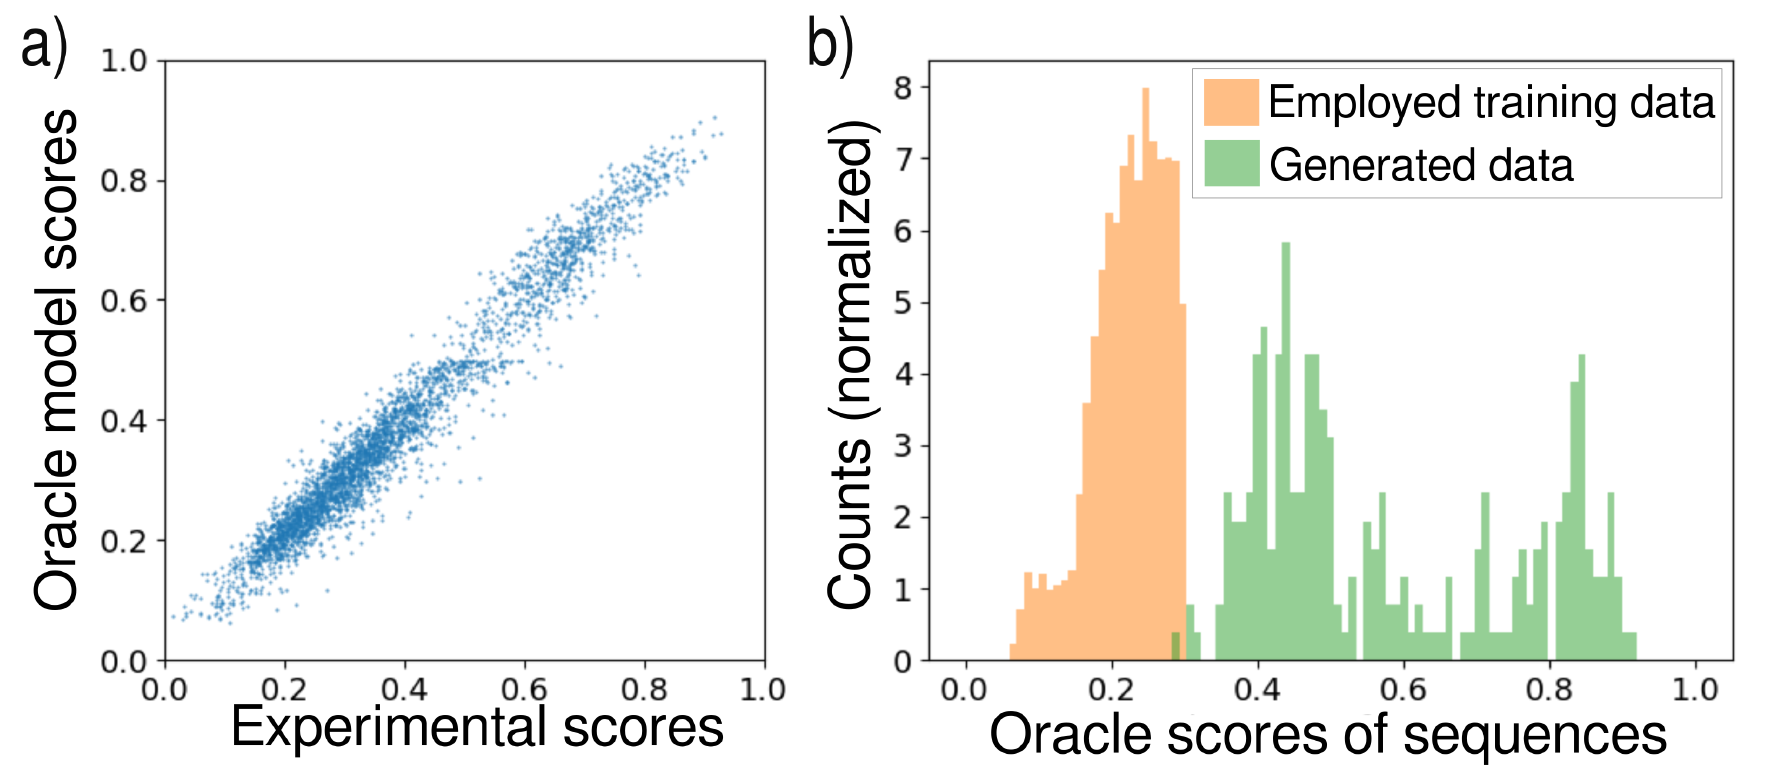 a)
Oracle model scores
1.0
0.8
0.6
0.4
0.2
0.0
0.0 0.2 0.4 0.6 0.8 1.0
Experimental scores
b)
Counts (normalized)
8
7
6
5
4
3
2
1
0
Employed training data
Generated data
0.0 0.2 0.4 0.6 0.8 1.0
Oracle scores of sequences